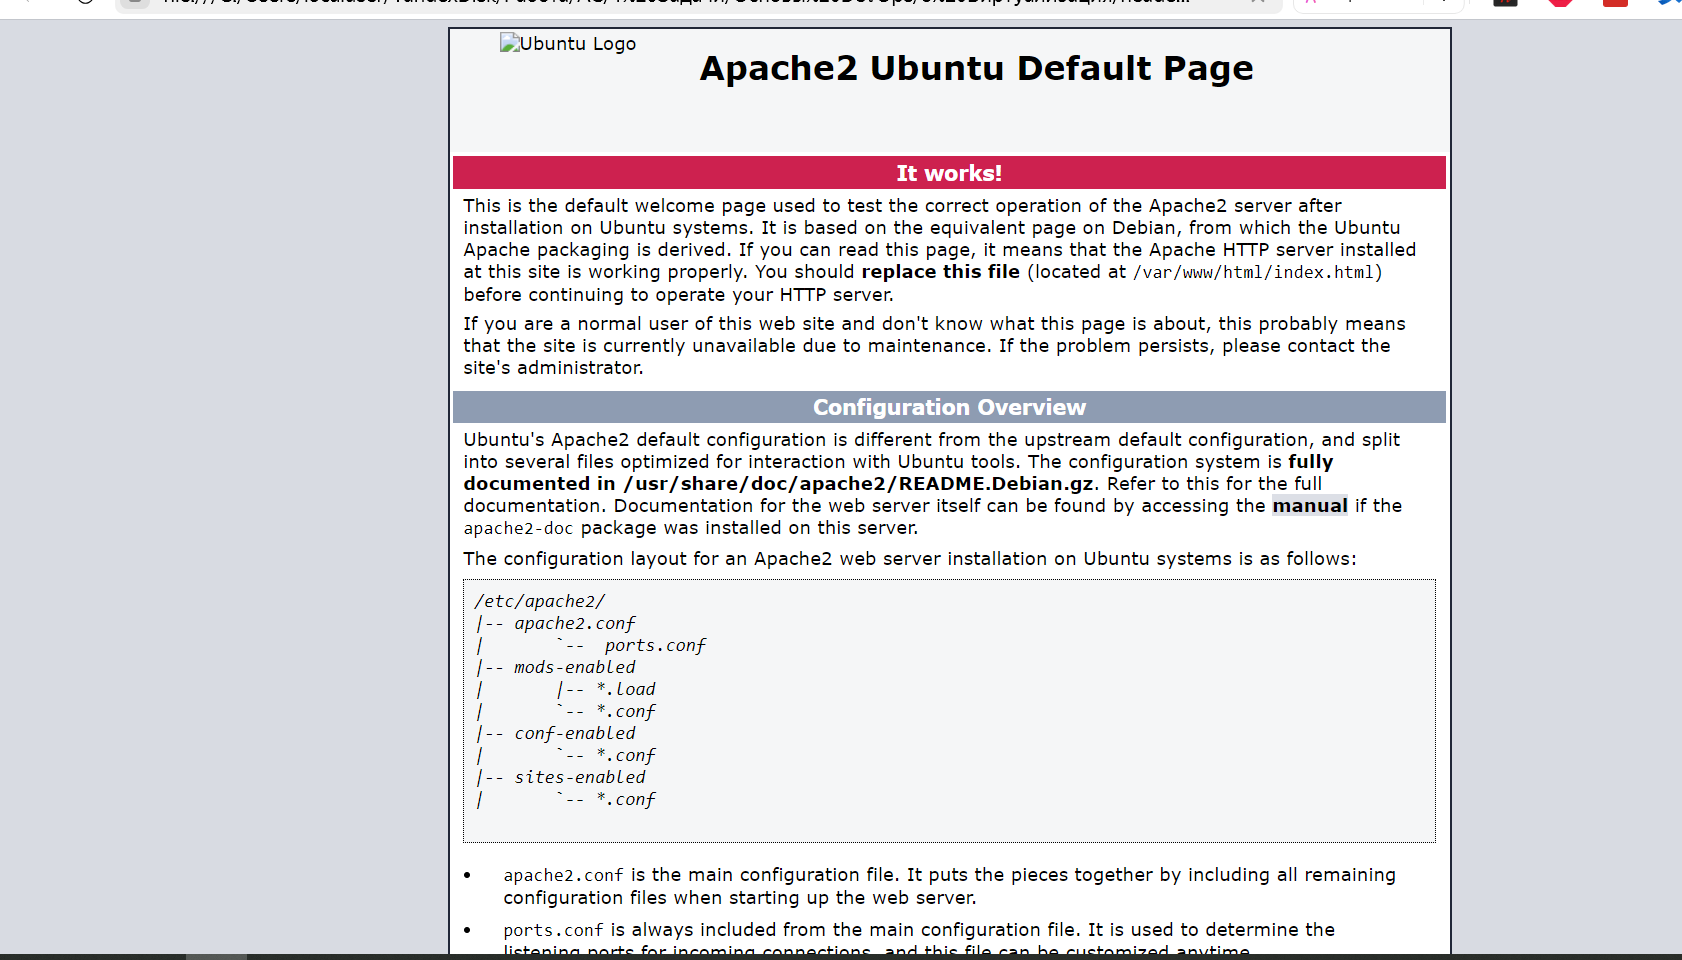 Ubuntu Logo
Apache2 Ubuntu Default Page
It works!
This is the default welcome page used to test the correct operation of the Apache2 server after
installation on Ubuntu systems. It is based on the equivalent page on Debian, from which the Ubuntu
Apache packaging is derived. If you can read this page, it means that the Apache HTTP server installed
at this site is working properly. You should replace this file (located at /var/www/html/index.html)
before continuing to operate your HTTP server.
If you are a normal user of this web site and don't know what this page is about, this probably means
that the site is currently unavailable due to maintenance. If the problem persists, please contact the
site's administrator.
Configuration Overview
Ubuntu's Apache2 default configuration is different from the upstream default configuration, and split
into several files optimized for interaction with Ubuntu tools. The configuration system is fully
documented in /usr/share/doc/apache2/README.Debian.gz. Refer to this for the full
documentation. Documentation for the web server itself can be found by accessing the manual if the
apache2-doc package was installed on this server.
The configuration layout for an Apache2 web server installation on Ubuntu systems is as follows:
/etc/apache2/
|-- apache2.conf
|       `--  ports.conf
|-- mods-enabled
|       |-- *.load
|       `-- *.conf
|-- conf-enabled
|       `-- *.conf
|-- sites-enabled
|       `-- *.conf
• apache2.conf is the main configuration file. It puts the pieces together by including all remaining
configuration files when starting up the web server.
• ports.conf is always included from the main configuration file. It is used to determine the
listening ports for incoming connections, and this file can be customized anytime.